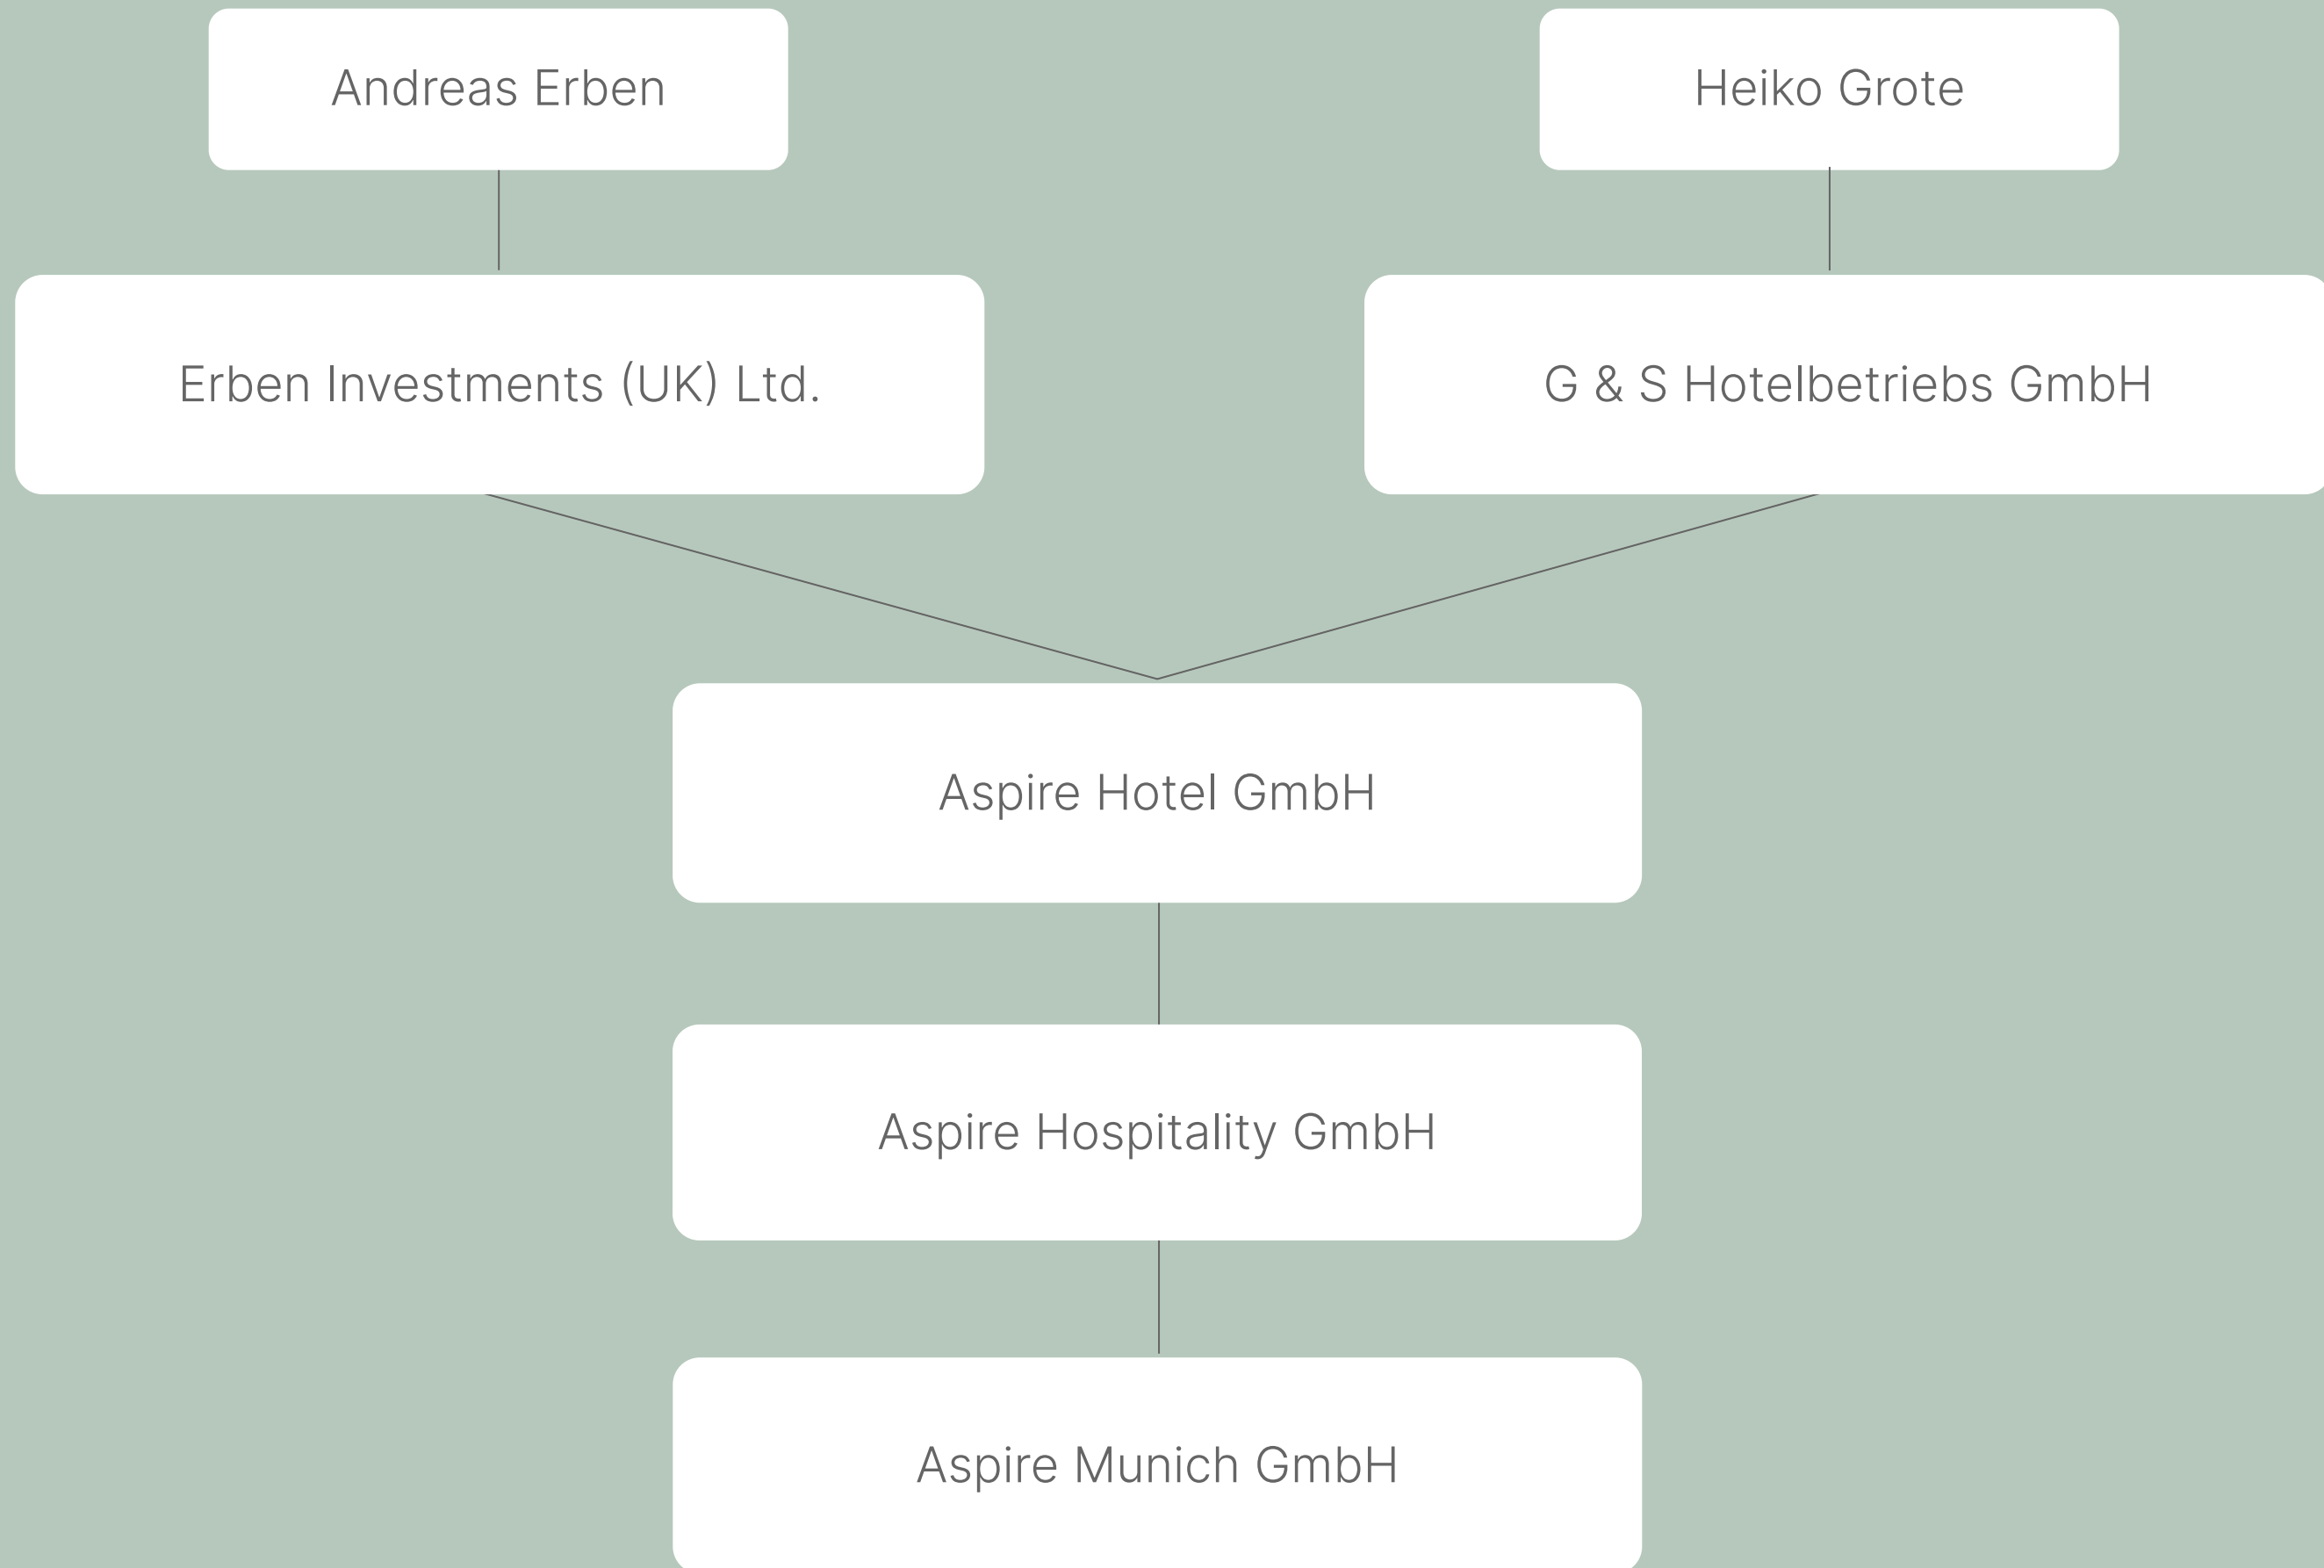 Andreas Erben
Heiko Grote
Erben Investments (UK) Ltd.
G & S Hotelbetriebs GmbH
Aspire Hotel GmbH
Aspire Hospitality GmbH
Aspire Munich GmbH